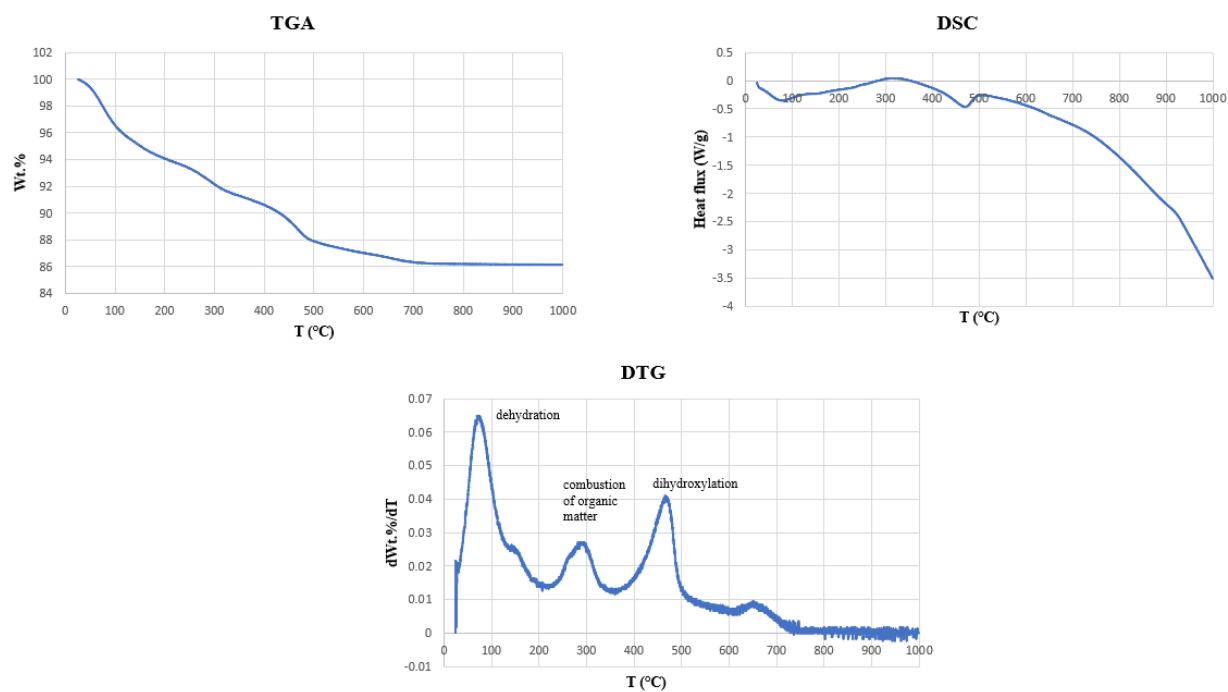 TGA
102
100
98
96
94
92
90
88
86
84
Wt.%
0 100 200 300 400 500 600 700 800 900 1000
T (°C)
DSC
0.5
0
-0.5
-1
-1.5
-2
-2.5
-3
-3.5
-4
Heat flux (W/g)
0 100 200 300 400 500 600 700 800 900 1000
T (°C)
DTG
0.07
0.06
0.05
0.04
0.03
0.02
0.01
0
-0.01
dWt.%/dT
dehydration
combustion
of organic
matter
dihydroxylation
0 100 200 300 400 500 600 700 800 900 1000
T (°C)